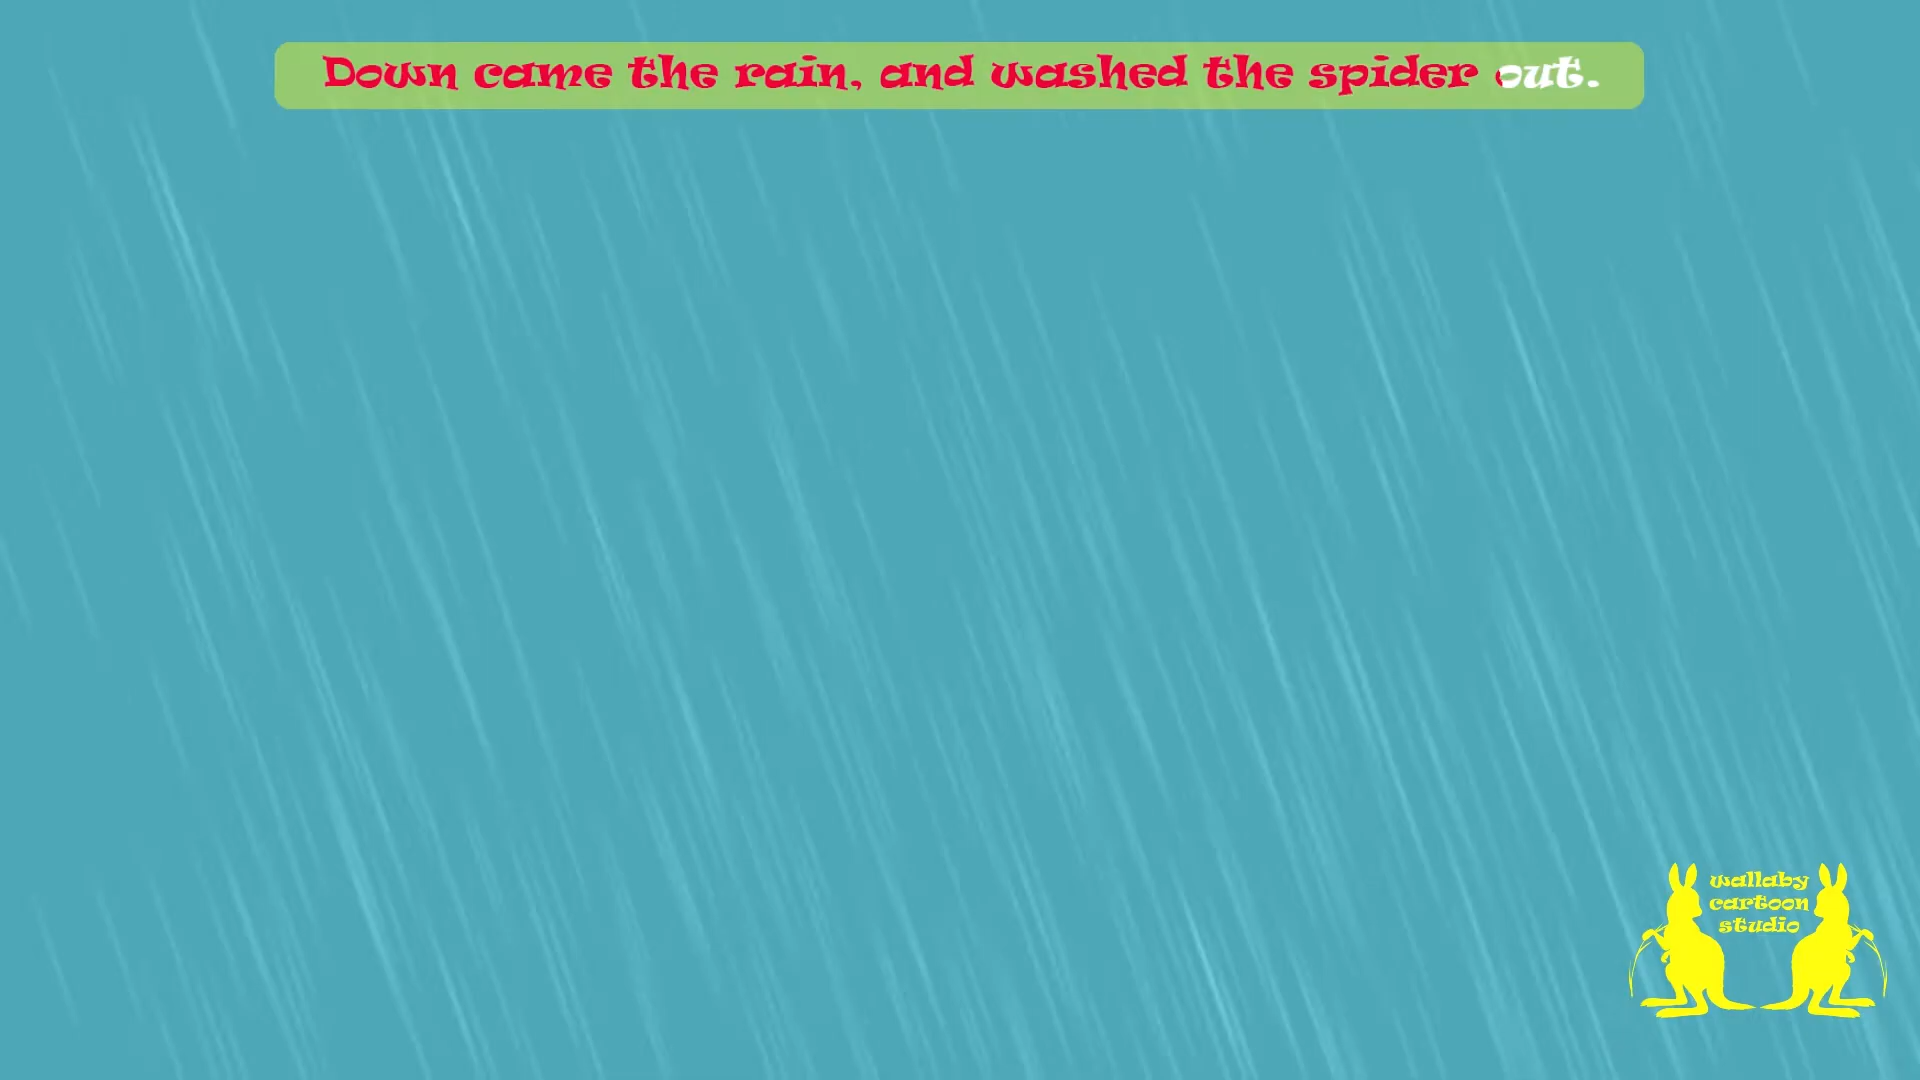 Down came the rain, and washed the spider out.
wallaby
cartoon
studio